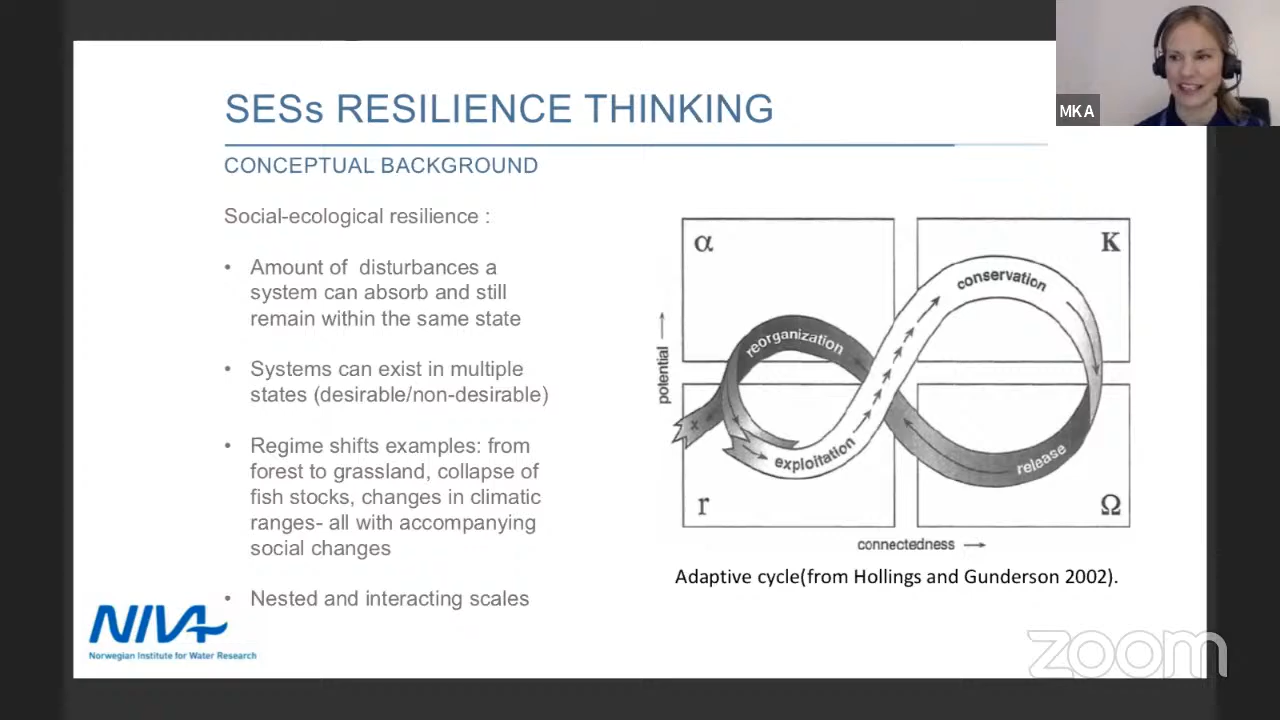 SESs RESILIENCE THINKING
MKA
CONCEPTUAL BACKGROUND
Social-ecological resilience :
• Amount of disturbances a
system can absorb and still
remain within the same state
• Systems can exist in multiple
states (desirable/non-desirable)
• Regime shifts examples: from
forest to grassland, collapse of
fish stocks, changes in climatic
ranges- all with accompanying
social changes
• Nested and interacting scales
α
K
conservation
reorganization
potential
x
exploitation
release
r
Ω
connectedness
Adaptive cycle(from Hollings and Gunderson 2002).
NIVA
Norwegian Institute for Water Research
zoom